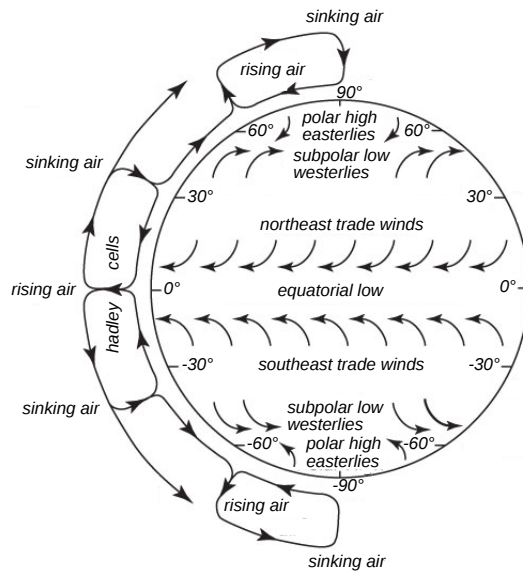 sinking air
rising air
90°
polar high
easterlies
60°
60°
subpolar low
westerlies
sinking air
30°
30°
northeast trade winds
cells
rising air
0°
equatorial low
0°
hadley
-30°
southeast trade winds
-30°
sinking air
subpolar low
westerlies
-60°
polar high
easterlies
-60°
-90°
rising air
sinking air